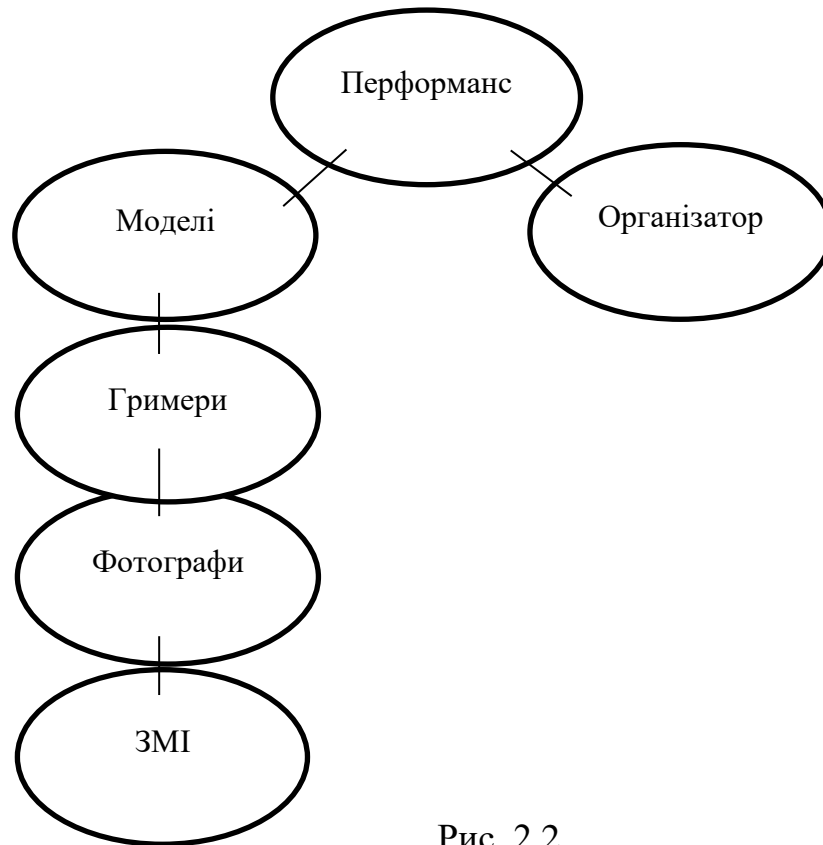 Перформанс
Моделі
Організатор
Гримери
Фотографи
ЗМІ
Рис. 2.2